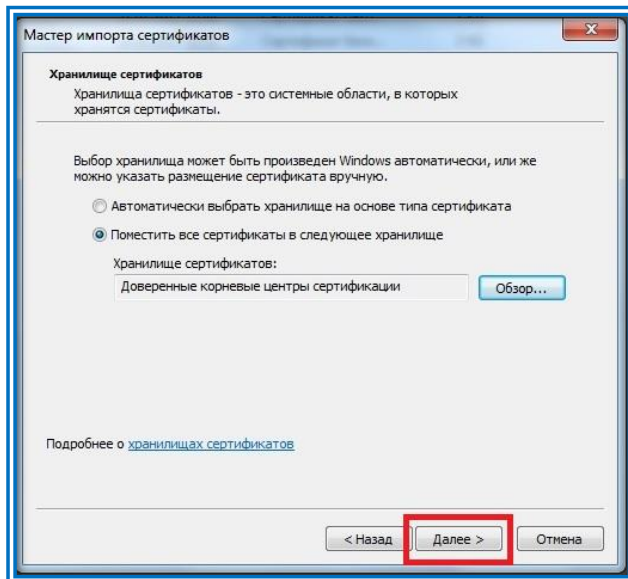 Мастер импорта сертификатов
Хранилище сертификатов
Хранилища сертификатов - это системные области, в которых
хранятся сертификаты.
Выбор хранилища может быть произведен Windows автоматически, или же
можно указать размещение сертификата вручную.
Автоматически выбрать хранилище на основе типа сертификата
Поместить все сертификаты в следующее хранилище
Хранилище сертификатов:
Доверенные корневые центры сертификации
Обзор...
Подробнее о хранилищах сертификатов
< Назад
Далее >
Отмена